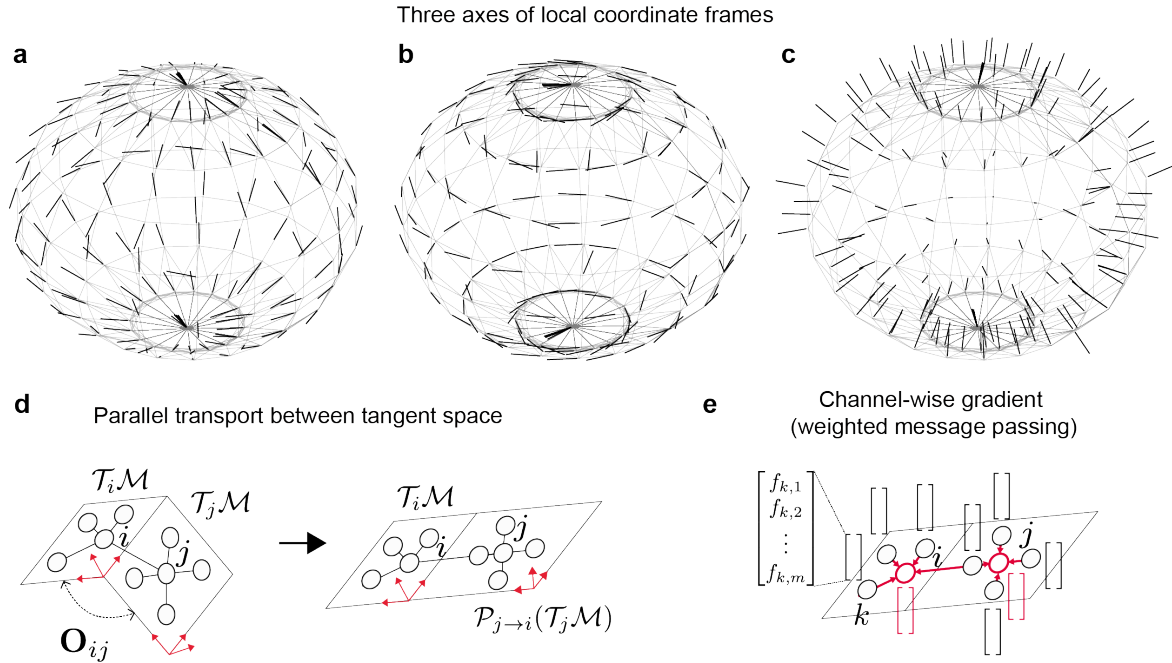 Three axes of local coordinate frames
a
b
c
d
Parallel transport between tangent space
e
Channel-wise gradient
(weighted message passing)
𝒯ᵢℳ
𝒯ⱼℳ
i
j
Oᵢⱼ
𝒯ᵢℳ
i
j
𝒫ⱼ→ᵢ(𝒯ⱼℳ)
fₖ,₁
fₖ,₂
⋮
fₖ,ₘ
i
j
k